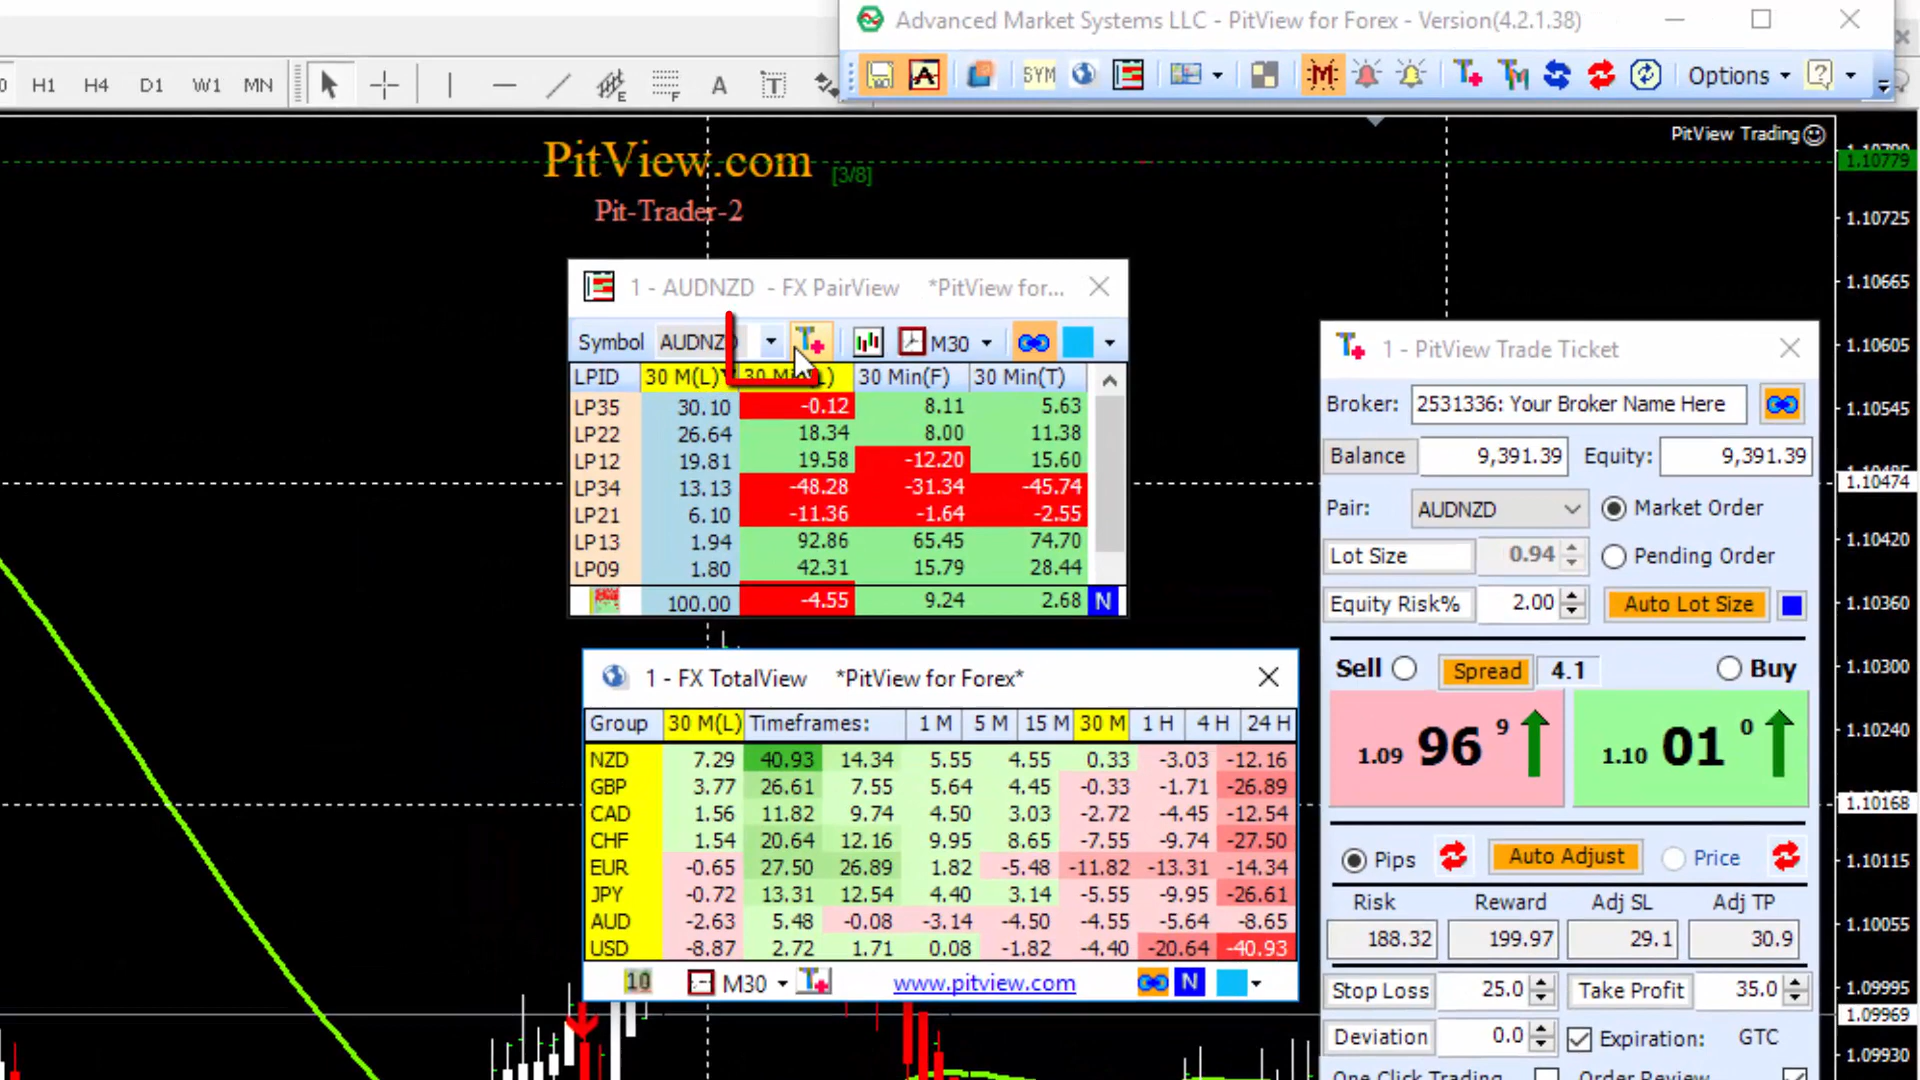 Advanced Market Systems LLC - PitView for Forex - Version(4.2.1.38)
H1 H4 D1 W1 MN
E F A T
SYM M Options ?
PitView Trading
PitView.com [3/8]
Pit-Trader-2
1.10779
1.10725
1.10665
1.10605
1.10545
1.10474
1.10420
1.10360
1.10300
1.10240
1.10168
1.10115
1.10055
1.09995
1.09969
1.09930
1 - AUDNZD - FX PairView *PitView for...
Symbol M30
LPID 30 M(L) 30 Min(L) 30 Min(F) 30 Min(T)
LP35 30.10 -0.12 8.11 5.63
LP22 26.64 18.34 8.00 11.38
LP12 19.81 19.58 -12.20 15.60
LP34 13.13 -48.28 -31.34 -45.74
LP21 6.10 -11.36 -1.64 -2.55
LP13 1.94 92.86 65.45 74.70
LP09 1.80 42.31 15.79 28.44
100.00 -4.55 9.24 2.68 N
1 - FX TotalView *PitView for Forex*
Group 30 M(L) Timeframes: 1 M 5 M 15 M 30 M 1 H 4 H 24 H
NZD 7.29 40.93 14.34 5.55 4.55 0.33 -3.03 -12.16
GBP 3.77 26.61 7.55 5.64 4.45 -0.33 -1.71 -26.89
CAD 1.56 11.82 9.74 4.50 3.03 -2.72 -4.45 -12.54
CHF 1.54 20.64 12.16 9.95 8.65 -7.55 -9.74 -27.50
EUR -0.65 27.50 26.89 1.82 -5.48 -11.82 -13.31 -14.34
JPY -0.72 13.31 12.54 4.40 3.14 -5.55 -9.95 -26.61
AUD -2.63 5.48 -0.08 -3.14 -4.50 -4.55 -5.64 -8.65
USD -8.87 2.72 1.71 0.08 -1.82 -4.40 -20.64 -40.93
10 M30 www.pitview.com N
1 - PitView Trade Ticket
Broker: 2531336: Your Broker Name Here
Balance 9,391.39 Equity: 9,391.39
Pair: AUDNZD Market Order
Lot Size 0.94 Pending Order
Equity Risk% 2.00 Auto Lot Size
Sell Spread 4.1 Buy
1.09 96 9 1.10 01 0
Pips Auto Adjust Price
Risk Reward Adj SL Adj TP
188.32 199.97 29.1 30.9
Stop Loss 25.0 Take Profit 35.0
Deviation 0.0 Expiration: GTC
One Click Trading Order Review